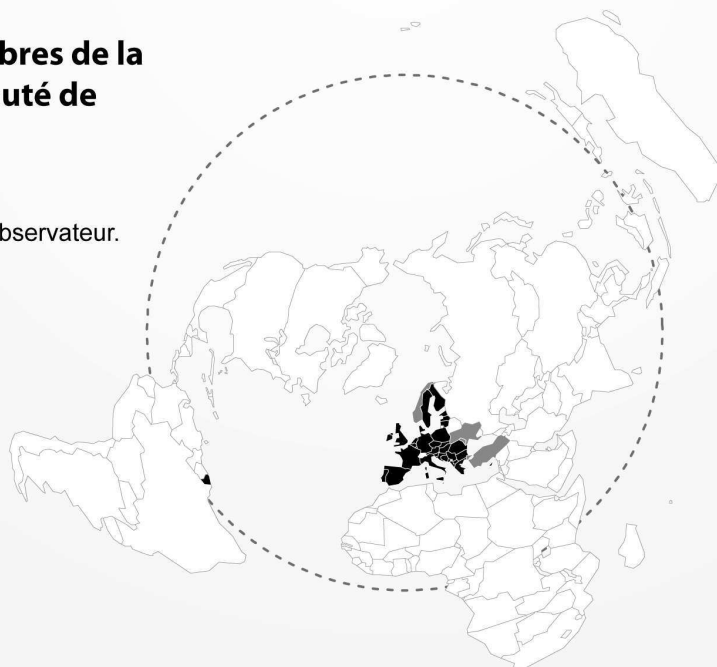 bres de la
uté de
bservateur.